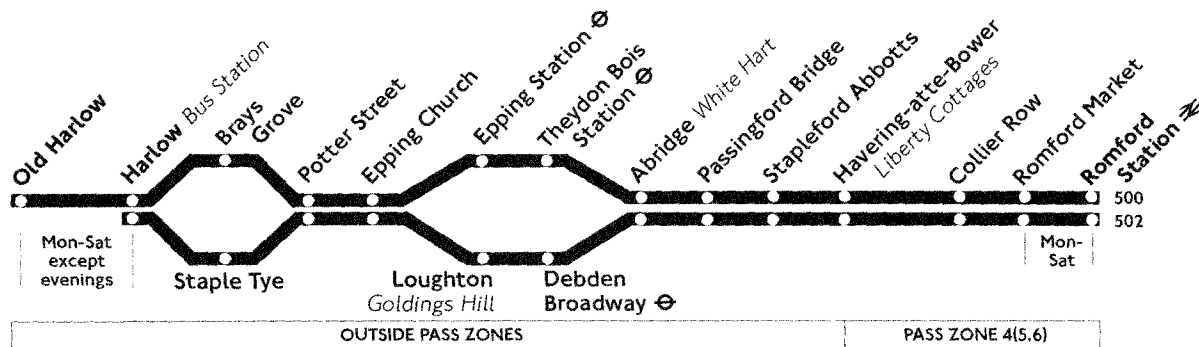 Old Harlow
Harlow Bus Station
Brays
Grove
Potter Street
Epping Church
Epping Station
Theydon Bois
Station
Abridge White Hart
Passingford Bridge
Stapleford Abbotts
Havering-atte-Bower
Liberty Cottages
Collier Row
Romford Market
Romford
Station
500
502
Mon-Sat
except
evenings
Staple Tye
Loughton
Goldings Hill
Debden
Broadway
Mon-
Sat
OUTSIDE PASS ZONES
PASS ZONE 4(5.6)